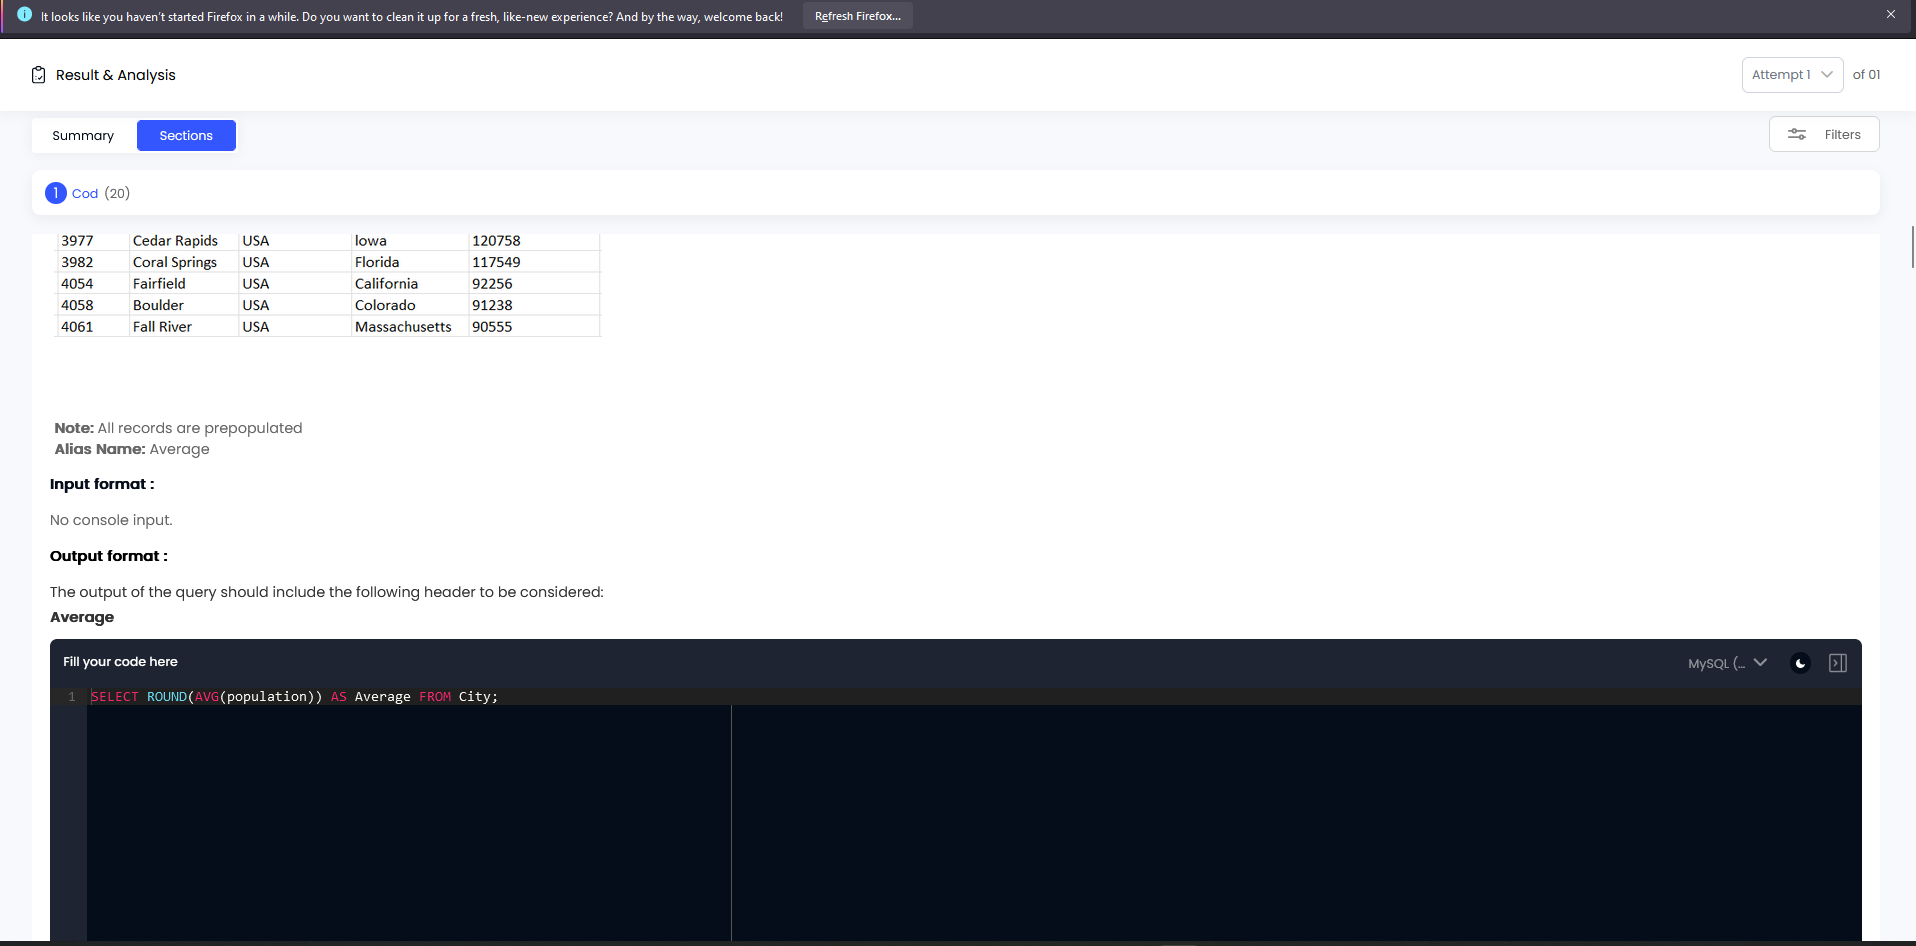 It looks like you haven't started Firefox in a while. Do you want to clean it up for a fresh, like-new experience? And by the way, welcome back! Refresh Firefox...
Result & Analysis
Attempt 1 of 01
Summary Sections Filters
1 Cod (20)
3977 Cedar Rapids USA Iowa 120758
3982 Coral Springs USA Florida 117549
4054 Fairfield USA California 92256
4058 Boulder USA Colorado 91238
4061 Fall River USA Massachusetts 90555
Note: All records are prepopulated
Alias Name: Average
Input format :
No console input.
Output format :
The output of the query should include the following header to be considered:
Average
Fill your code here MySQL (...
1 SELECT ROUND(AVG(population)) AS Average FROM City;